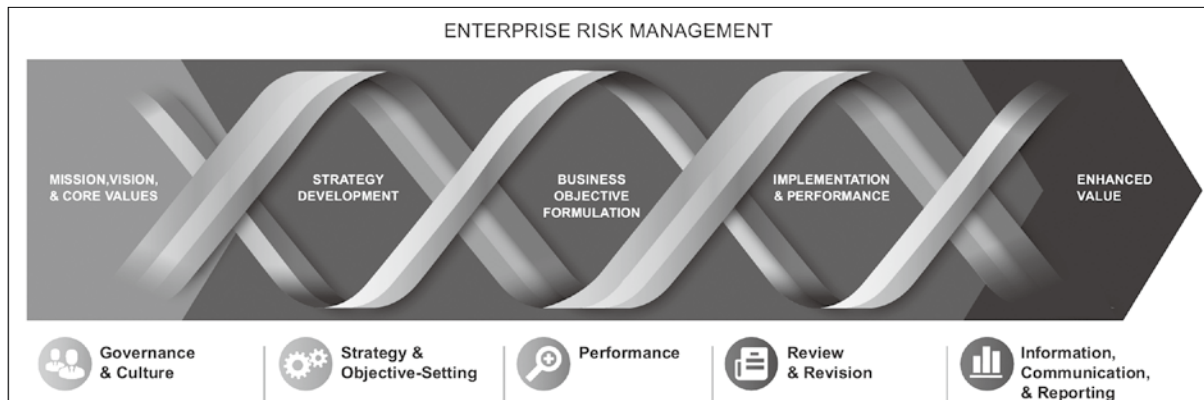 ENTERPRISE RISK MANAGEMENT
MISSION,VISION,
& CORE VALUES
STRATEGY
DEVELOPMENT
BUSINESS
OBJECTIVE
FORMULATION
IMPLEMENTATION
& PERFORMANCE
ENHANCED
VALUE
Governance
& Culture
Strategy &
Objective-Setting
Performance
Review
& Revision
Information,
Communication,
& Reporting